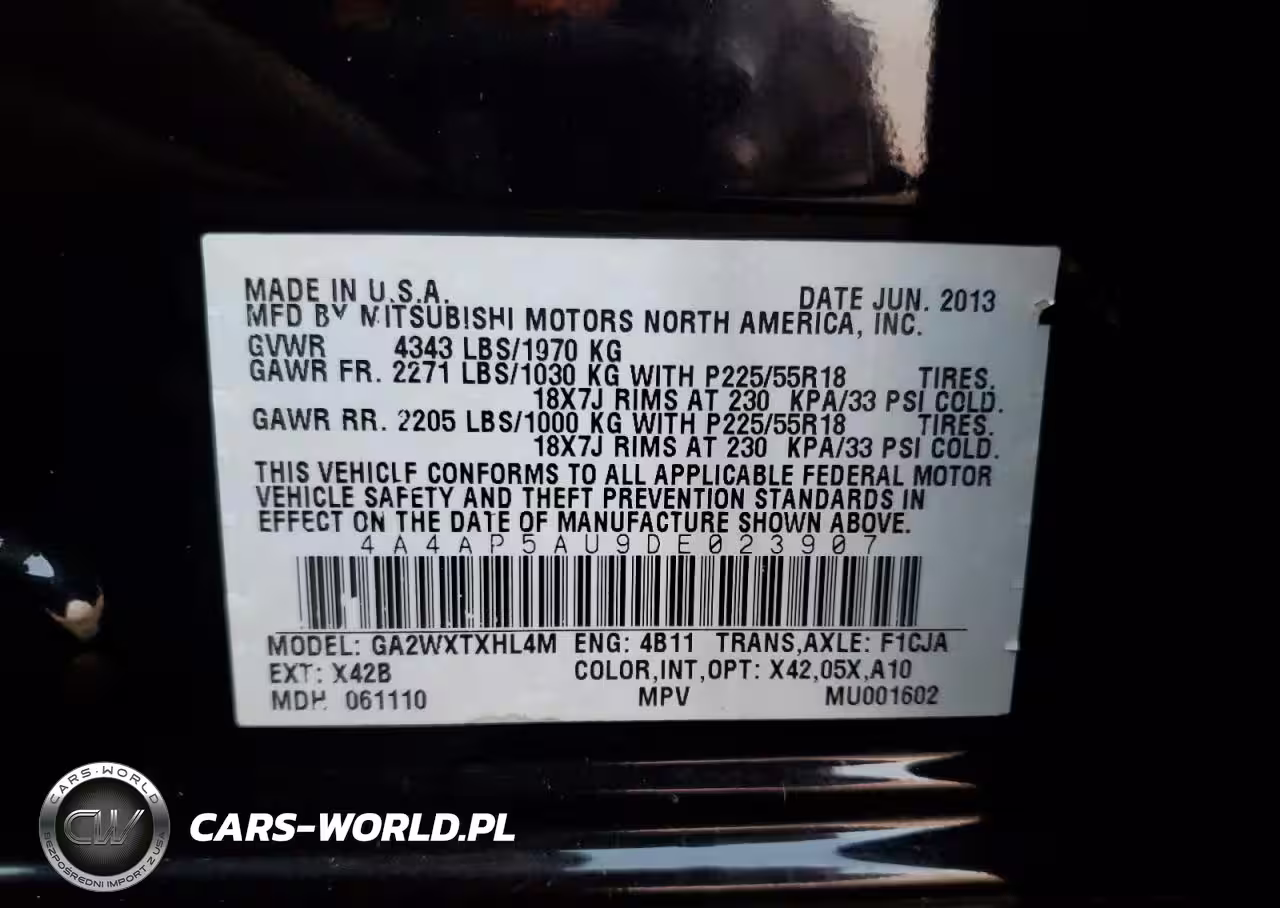 MADE IN U.S.A. DATE JUN. 2013
MFD BY MITSUBISHI MOTORS NORTH AMERICA, INC.
GVWR 4343 LBS/1970 KG
GAWR FR. 2271 LBS/1030 KG WITH P225/55R18 TIRES.
18X7J RIMS AT 230 KPA/33 PSI COLD.
GAWR RR. 2205 LBS/1000 KG WITH P225/55R18 TIRES.
18X7J RIMS AT 230 KPA/33 PSI COLD.
THIS VEHICLE CONFORMS TO ALL APPLICABLE FEDERAL MOTOR
VEHICLE SAFETY AND THEFT PREVENTION STANDARDS IN
EFFECT ON THE DATE OF MANUFACTURE SHOWN ABOVE.
4A4AP5AU9DE023907
MODEL: GA2WXTXHL4M ENG: 4B11 TRANS,AXLE: F1CJA
EXT: X42B COLOR,INT,OPT: X42,05X,A10
MDH 061110 MPV MU001602
CARS-WORLD
CW
BEZPOŚREDNI IMPORT Z USA
CARS-WORLD.PL